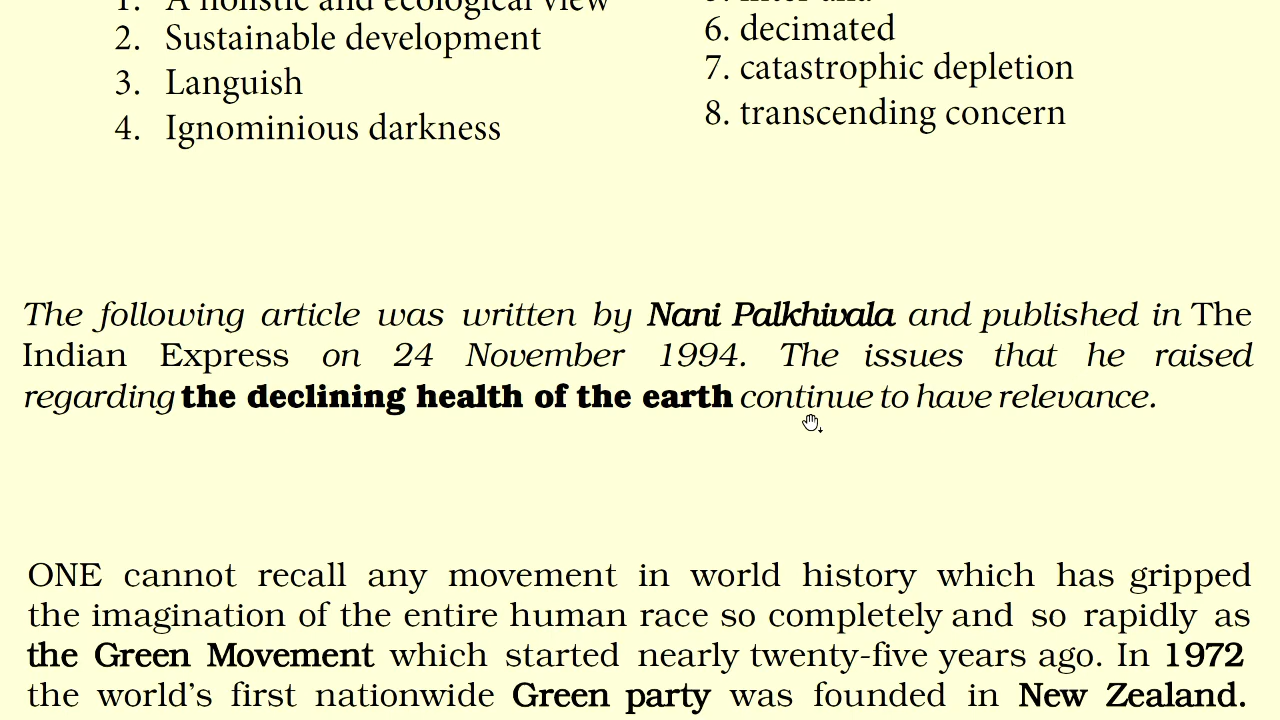 1. A holistic and ecological view
2. Sustainable development
3. Languish
4. Ignominious darkness
6. decimated
7. catastrophic depletion
8. transcending concern
The following article was written by Nani Palkhivala and published in The
Indian Express on 24 November 1994. The issues that he raised
regarding the declining health of the earth continue to have relevance.
ONE cannot recall any movement in world history which has gripped
the imagination of the entire human race so completely and so rapidly as
the Green Movement which started nearly twenty-five years ago. In 1972
the world's first nationwide Green party was founded in New Zealand.